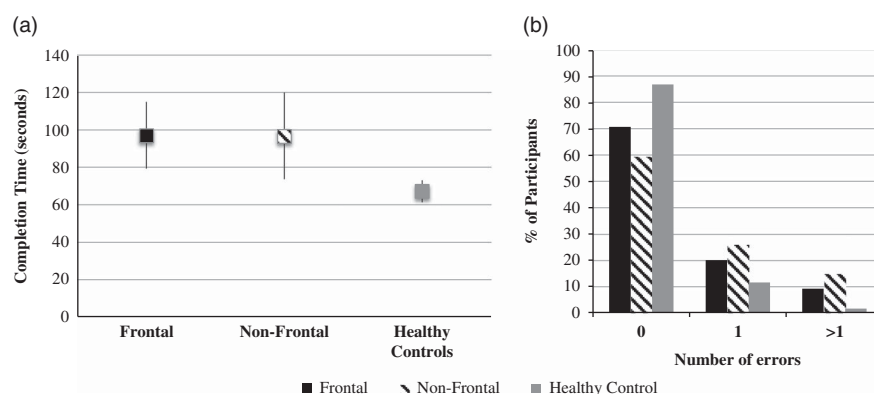 (a)
Completion Time (seconds)
140
120
100
80
60
40
20
0
Frontal
Non-Frontal
Healthy
Controls
(b)
% of Participants
100
90
80
70
60
50
40
30
20
10
0
0
1
>1
Number of errors
Frontal
Non-Frontal
Healthy Control